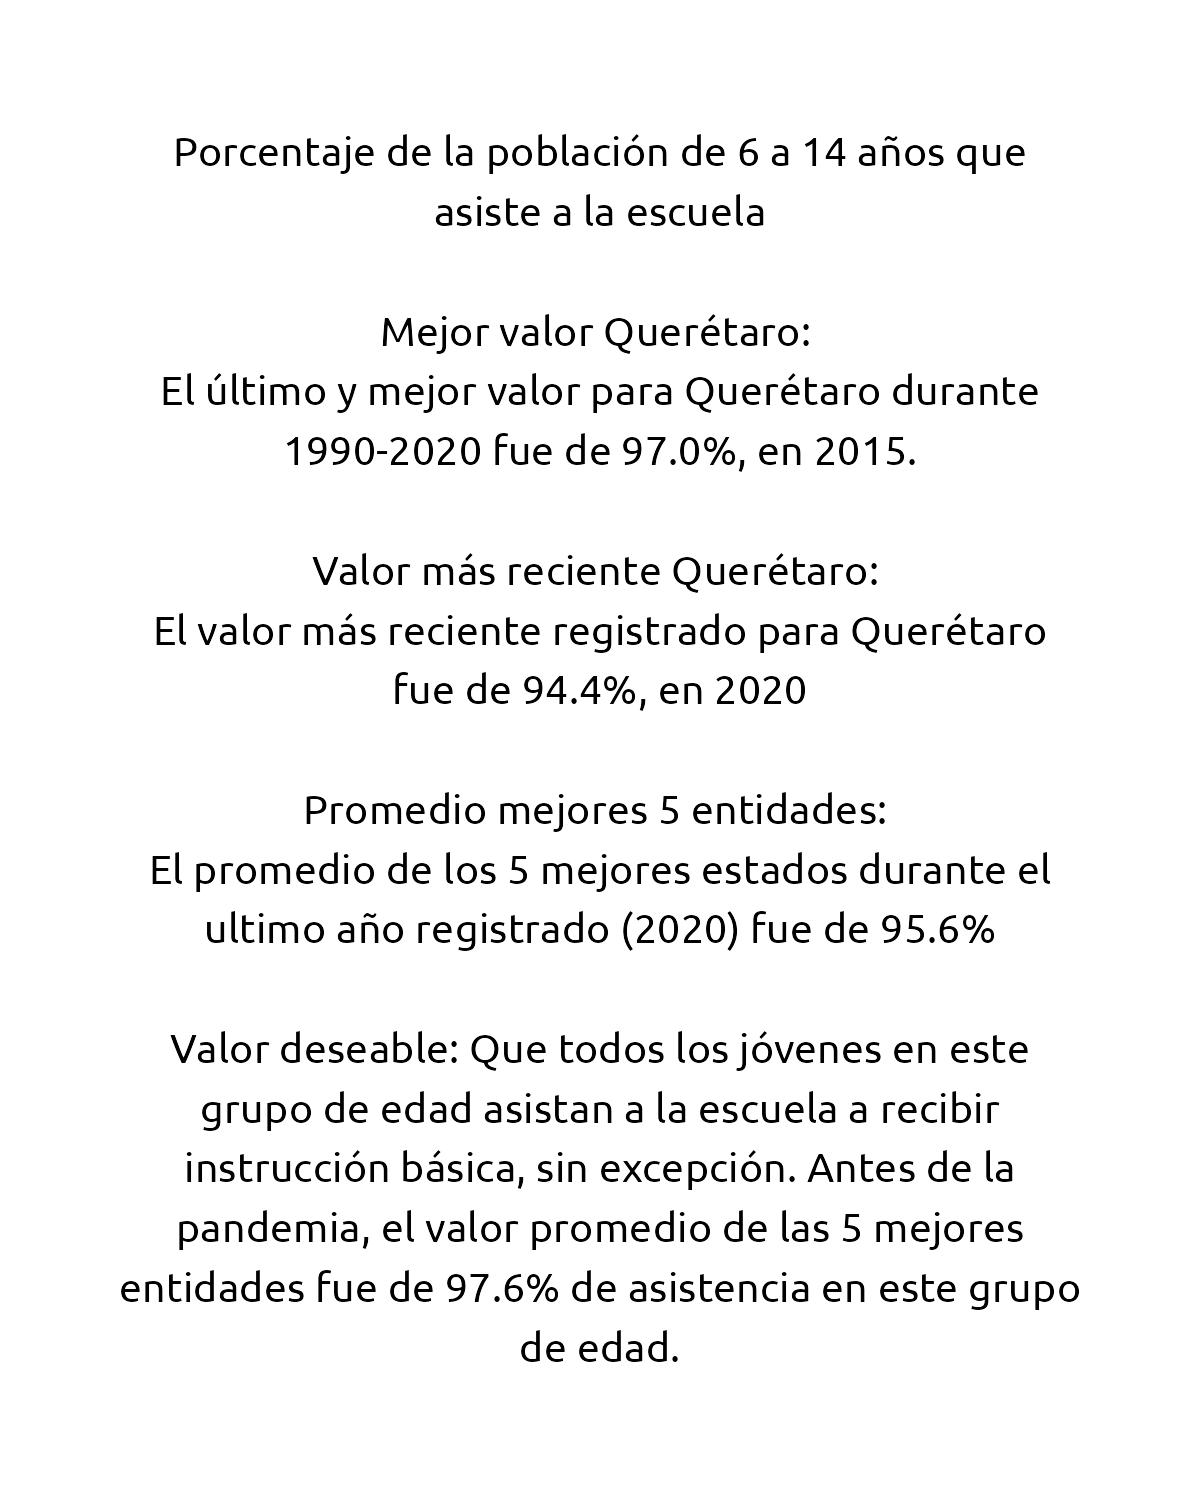 Porcentaje de la población de 6 a 14 años que
asiste a la escuela
Mejor valor Querétaro:
El último y mejor valor para Querétaro durante
1990-2020 fue de 97.0%, en 2015.
Valor más reciente Querétaro:
El valor más reciente registrado para Querétaro
fue de 94.4%, en 2020
Promedio mejores 5 entidades:
El promedio de los 5 mejores estados durante el
ultimo año registrado (2020) fue de 95.6%
Valor deseable: Que todos los jóvenes en este
grupo de edad asistan a la escuela a recibir
instrucción básica, sin excepción. Antes de la
pandemia, el valor promedio de las 5 mejores
entidades fue de 97.6% de asistencia en este grupo
de edad.